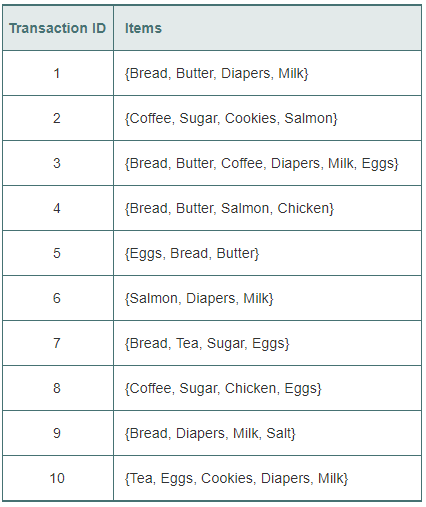 Transaction ID Items
1 {Bread, Butter, Diapers, Milk}
2 {Coffee, Sugar, Cookies, Salmon}
3 {Bread, Butter, Coffee, Diapers, Milk, Eggs}
4 {Bread, Butter, Salmon, Chicken}
5 {Eggs, Bread, Butter}
6 {Salmon, Diapers, Milk}
7 {Bread, Tea, Sugar, Eggs}
8 {Coffee, Sugar, Chicken, Eggs}
9 {Bread, Diapers, Milk, Salt}
10 {Tea, Eggs, Cookies, Diapers, Milk}